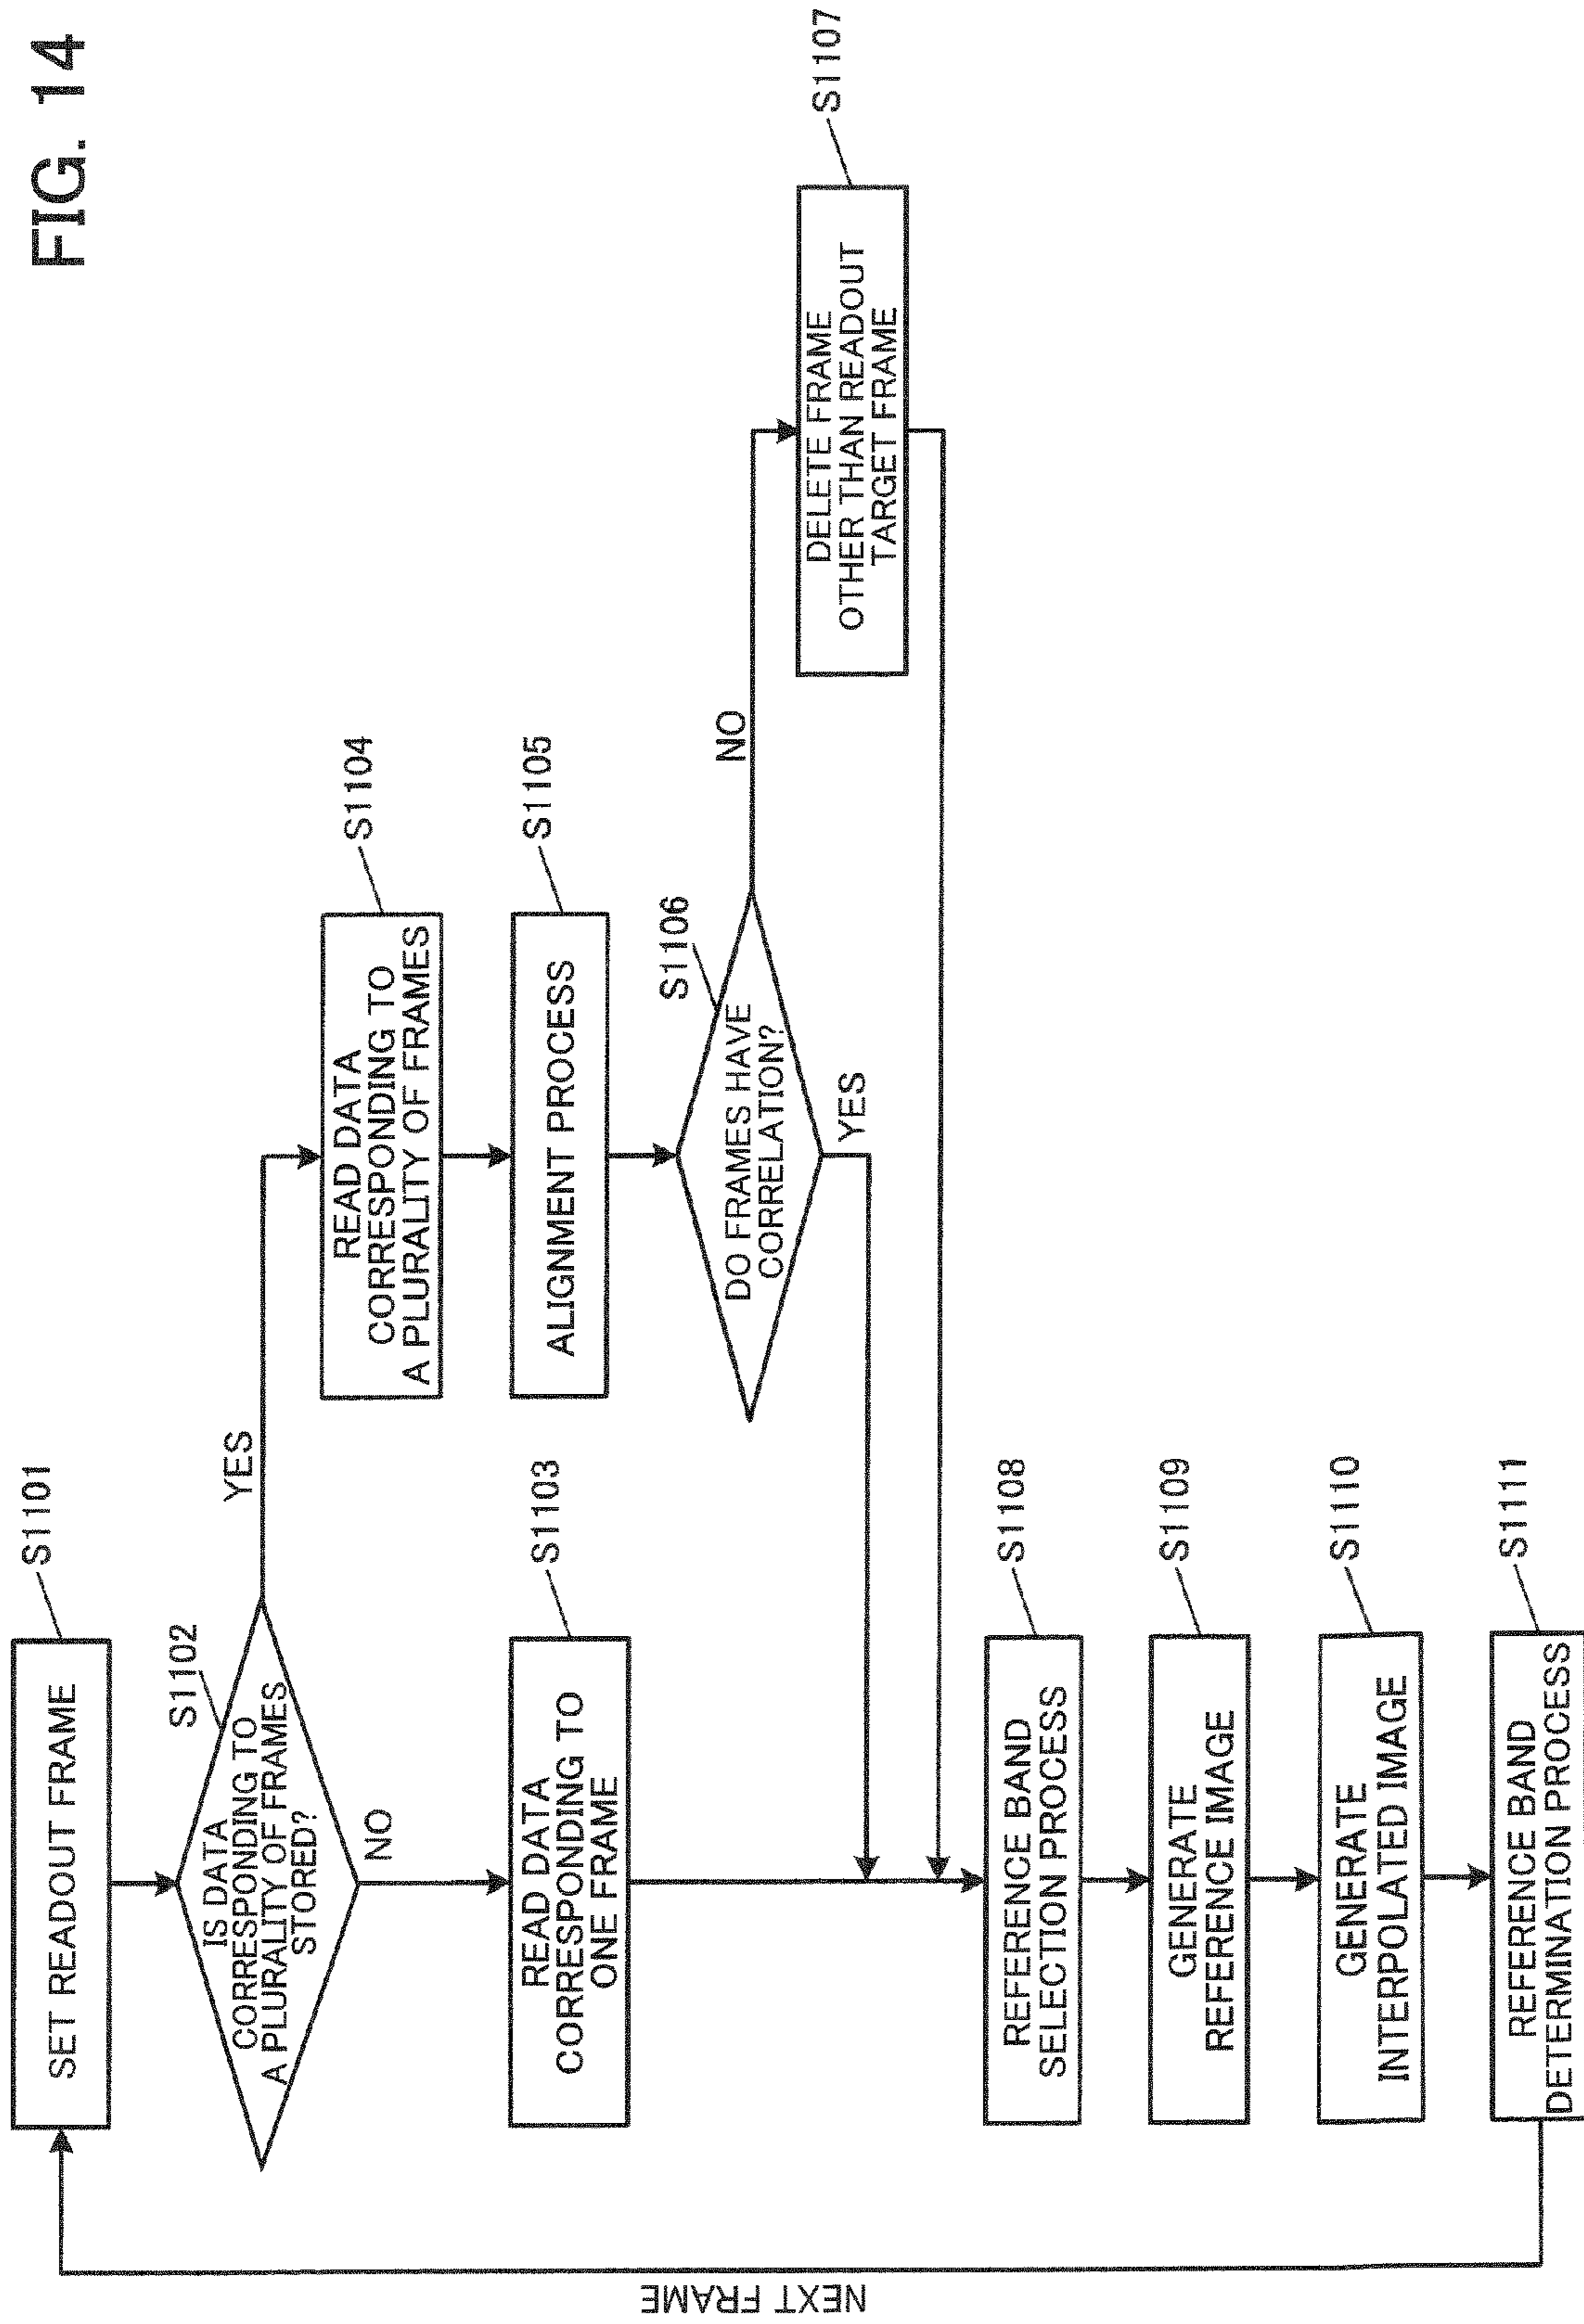 FIG. 14
SET READOUT FRAME
S1101
S1102
IS DATA
CORRESPONDING TO
A PLURALITY OF FRAMES
STORED?
YES
NO
READ DATA
CORRESPONDING TO
ONE FRAME
S1103
READ DATA
CORRESPONDING TO
A PLURALITY OF FRAMES
S1104
ALIGNMENT PROCESS
S1105
S1106
DO FRAMES HAVE
CORRELATION?
NO
YES
DELETE FRAME
OTHER THAN READOUT
TARGET FRAME
S1107
REFERENCE BAND
SELECTION PROCESS
S1108
GENERATE
REFERENCE IMAGE
S1109
GENERATE
INTERPOLATED IMAGE
S1110
REFERENCE BAND
DETERMINATION PROCESS
S1111
NEXT FRAME